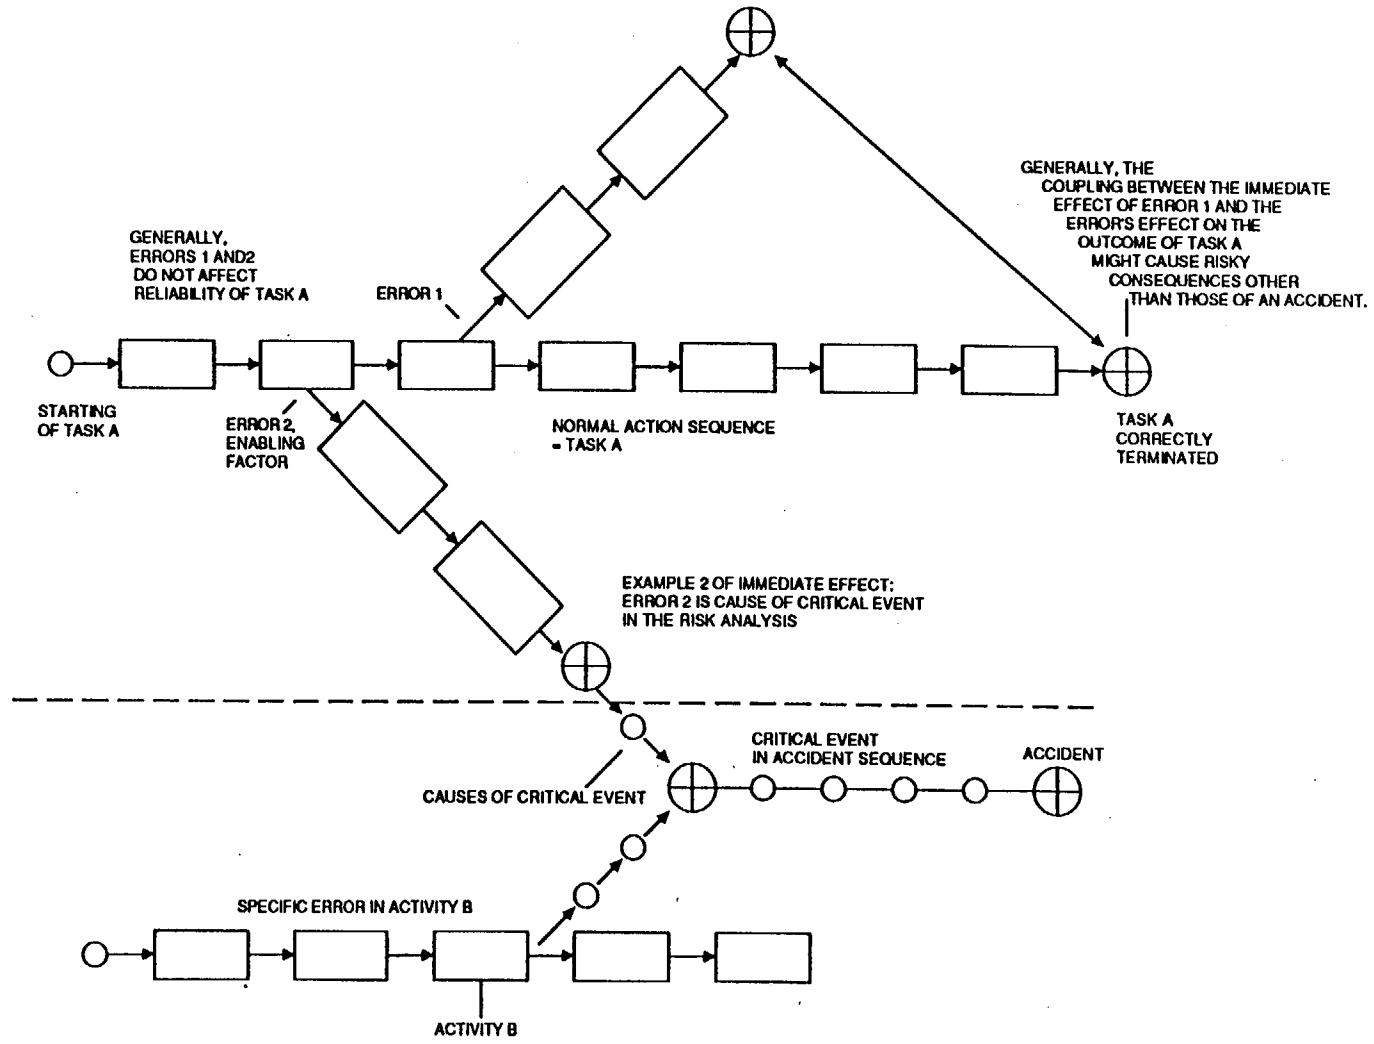 GENERALLY, THE
COUPLING BETWEEN THE IMMEDIATE
EFFECT OF ERROR 1 AND THE
ERROR'S EFFECT ON THE
OUTCOME OF TASK A
MIGHT CAUSE RISKY
CONSEQUENCES OTHER
THAN THOSE OF AN ACCIDENT.
GENERALLY,
ERRORS 1 AND2
DO NOT AFFECT
RELIABILITY OF TASK A
ERROR 1
STARTING
OF TASK A
ERROR 2,
ENABLING
FACTOR
NORMAL ACTION SEQUENCE
= TASK A
TASK A
CORRECTLY
TERMINATED
EXAMPLE 2 OF IMMEDIATE EFFECT:
ERROR 2 IS CAUSE OF CRITICAL EVENT
IN THE RISK ANALYSIS
CRITICAL EVENT
IN ACCIDENT SEQUENCE
ACCIDENT
CAUSES OF CRITICAL EVENT
SPECIFIC ERROR IN ACTIVITY B
ACTIVITY B